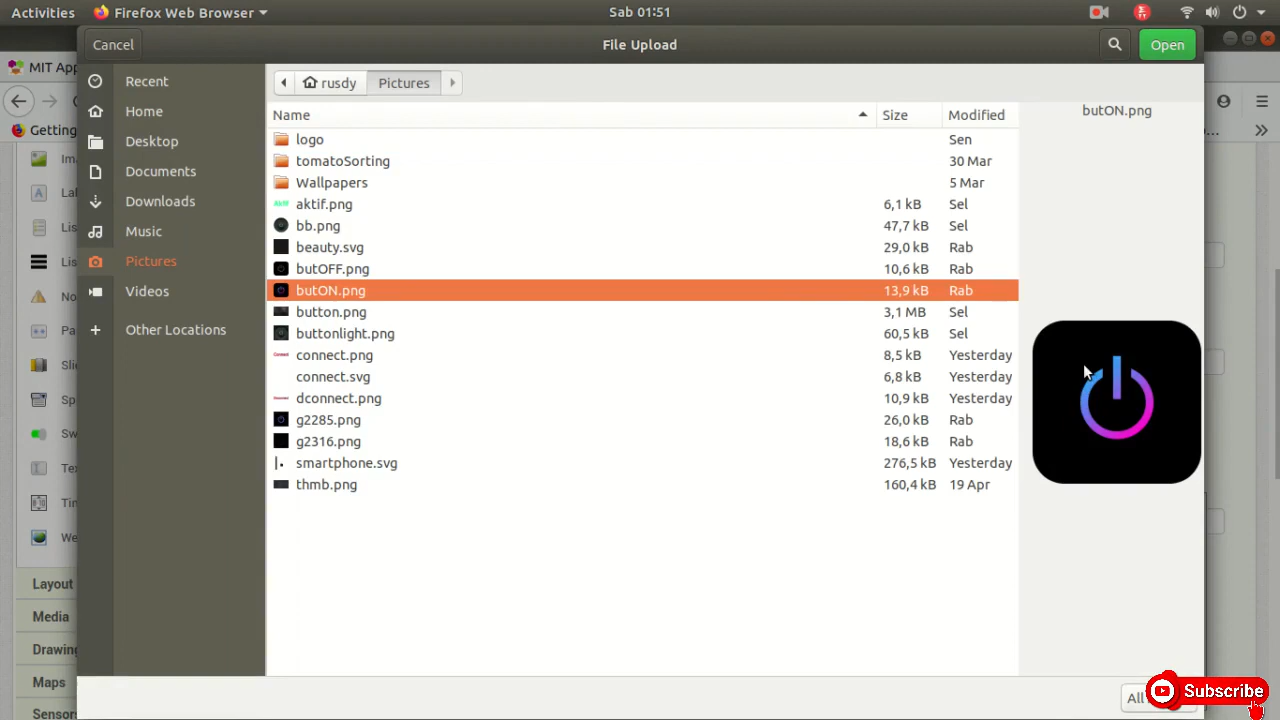 Activities
Firefox Web Browser
Sab 01:51
Cancel
File Upload
Open
MIT App
Getting
Recent
Home
Desktop
Documents
Downloads
Music
Pictures
Videos
Other Locations
rusdy
Pictures
Name Size Modified
logo Sen
tomatoSorting 30 Mar
Wallpapers 5 Mar
aktif.png 6,1 kB Sel
bb.png 47,7 kB Sel
beauty.svg 29,0 kB Rab
butOFF.png 10,6 kB Rab
butON.png 13,9 kB Rab
button.png 3,1 MB Sel
buttonlight.png 60,5 kB Sel
connect.png 8,5 kB Yesterday
connect.svg 6,8 kB Yesterday
dconnect.png 10,9 kB Yesterday
g2285.png 26,0 kB Rab
g2316.png 18,6 kB Rab
smartphone.svg 276,5 kB Yesterday
thmb.png 160,4 kB 19 Apr
butON.png
Layout
Media
Drawing
Maps
Sensors
All
Subscribe